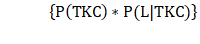 {P(TKC) ∗ P(L|TKC)}